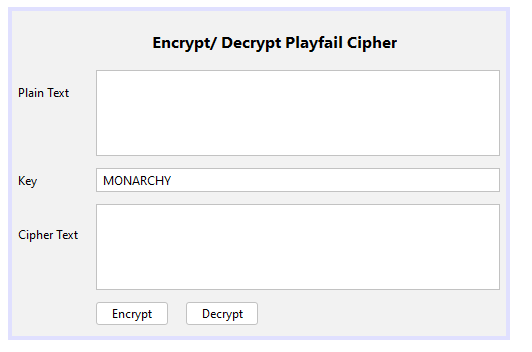 Encrypt/ Decrypt Playfail Cipher
Plain Text
Key
MONARCHY
Cipher Text
Encrypt
Decrypt